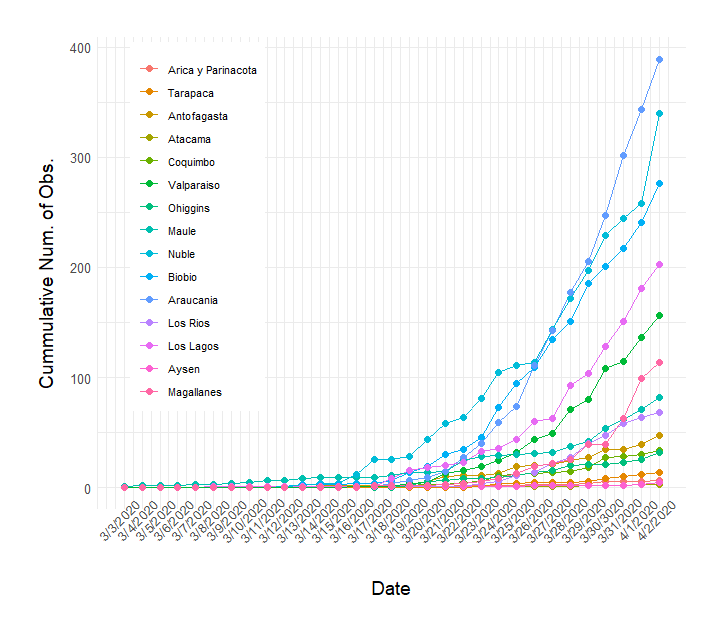 400
300
200
100
0
Cummulative Num. of Obs.
Arica y Parinacota
Tarapaca
Antofagasta
Atacama
Coquimbo
Valparaiso
Ohiggins
Maule
Nuble
Biobio
Araucania
Los Rios
Los Lagos
Aysen
Magallanes
3/3/2020
3/4/2020
3/5/2020
3/6/2020
3/7/2020
3/8/2020
3/9/2020
3/10/2020
3/11/2020
3/12/2020
3/13/2020
3/14/2020
3/15/2020
3/16/2020
3/17/2020
3/18/2020
3/19/2020
3/20/2020
3/21/2020
3/22/2020
3/23/2020
3/24/2020
3/25/2020
3/26/2020
3/27/2020
3/28/2020
3/29/2020
3/30/2020
3/31/2020
4/1/2020
4/2/2020
Date